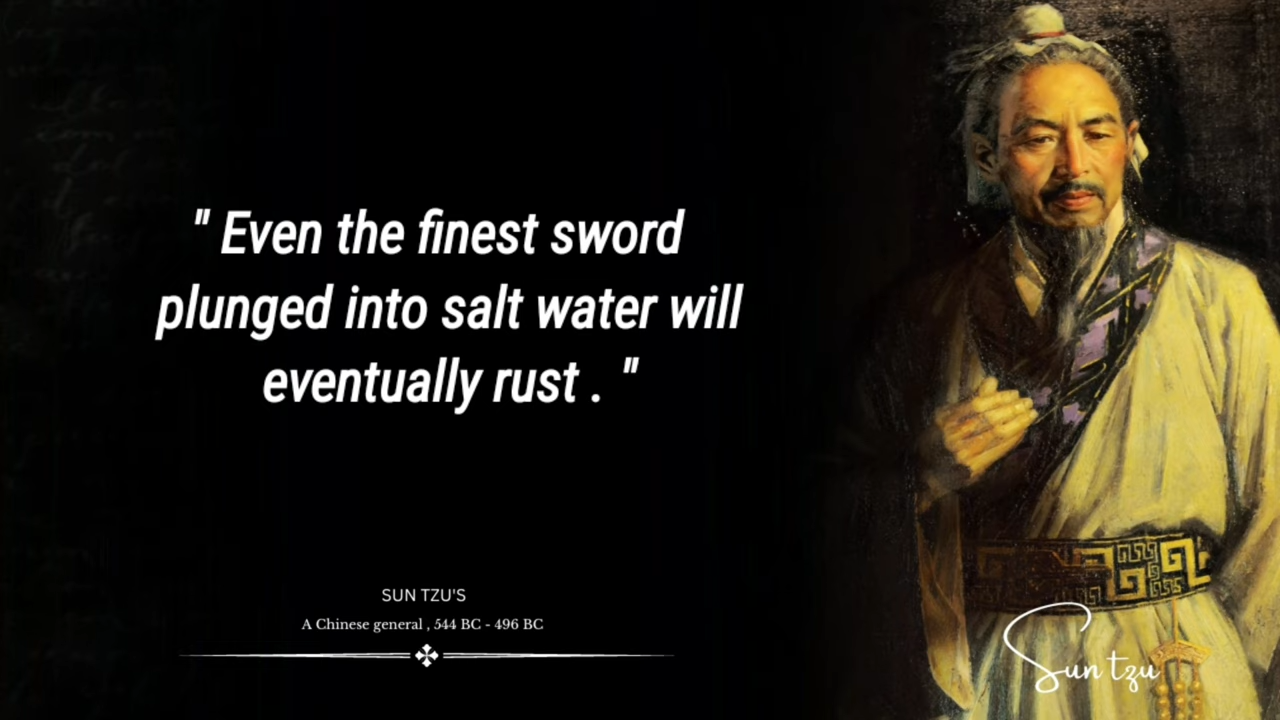 " Even the finest sword
plunged into salt water will
eventually rust . "
SUN TZU'S
A Chinese general , 544 BC - 496 BC
Sun tzu